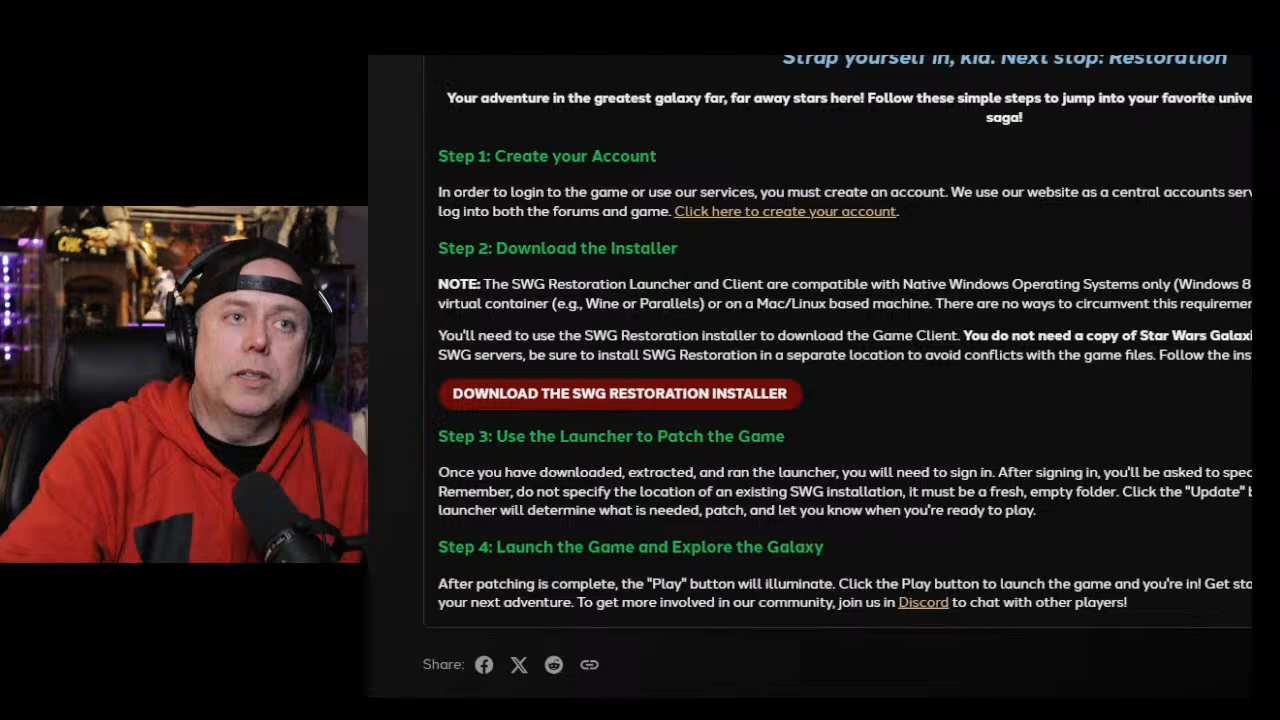 Strap yourself in, kid. Next stop: Restoration
Your adventure in the greatest galaxy far, far away stars here! Follow these simple steps to jump into your favorite unive
saga!
Step 1: Create your Account
In order to login to the game or use our services, you must create an account. We use our website as a central accounts serv
log into both the forums and game. Click here to create your account.
Step 2: Download the Installer
NOTE: The SWG Restoration Launcher and Client are compatible with Native Windows Operating Systems only (Windows 8
virtual container (e.g., Wine or Parallels) or on a Mac/Linux based machine. There are no ways to circumvent this requiremen
You'll need to use the SWG Restoration installer to download the Game Client. You do not need a copy of Star Wars Galaxi
SWG servers, be sure to install SWG Restoration in a separate location to avoid conflicts with the game files. Follow the ins
DOWNLOAD THE SWG RESTORATION INSTALLER
Step 3: Use the Launcher to Patch the Game
Once you have downloaded, extracted, and ran the launcher, you will need to sign in. After signing in, you'll be asked to spec
Remember, do not specify the location of an existing SWG installation, it must be a fresh, empty folder. Click the "Update" b
launcher will determine what is needed, patch, and let you know when you're ready to play.
Step 4: Launch the Game and Explore the Galaxy
After patching is complete, the "Play" button will illuminate. Click the Play button to launch the game and you're in! Get sta
your next adventure. To get more involved in our community, join us in Discord to chat with other players!
Share: